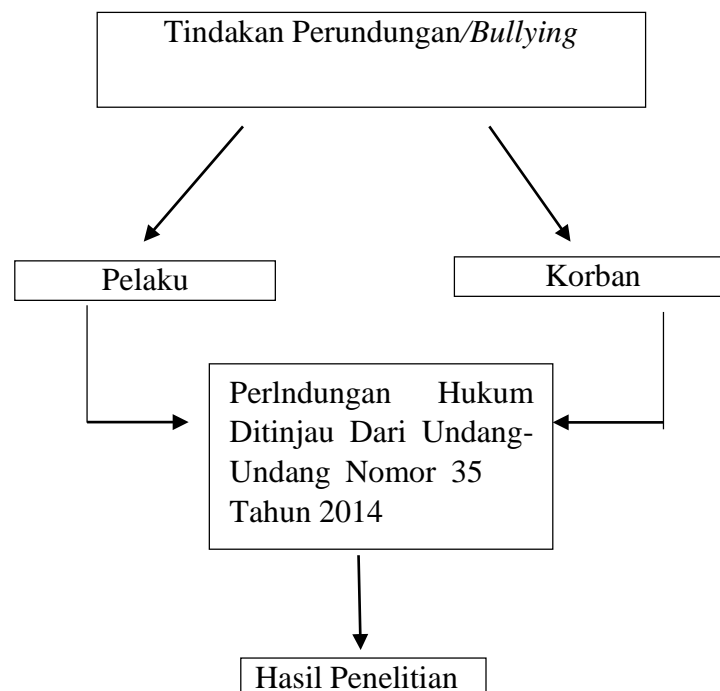 Tindakan Perundungan/Bullying
Pelaku
Korban
Perlndungan Hukum
Ditinjau Dari Undang-
Undang Nomor 35
Tahun 2014
Hasil Penelitian